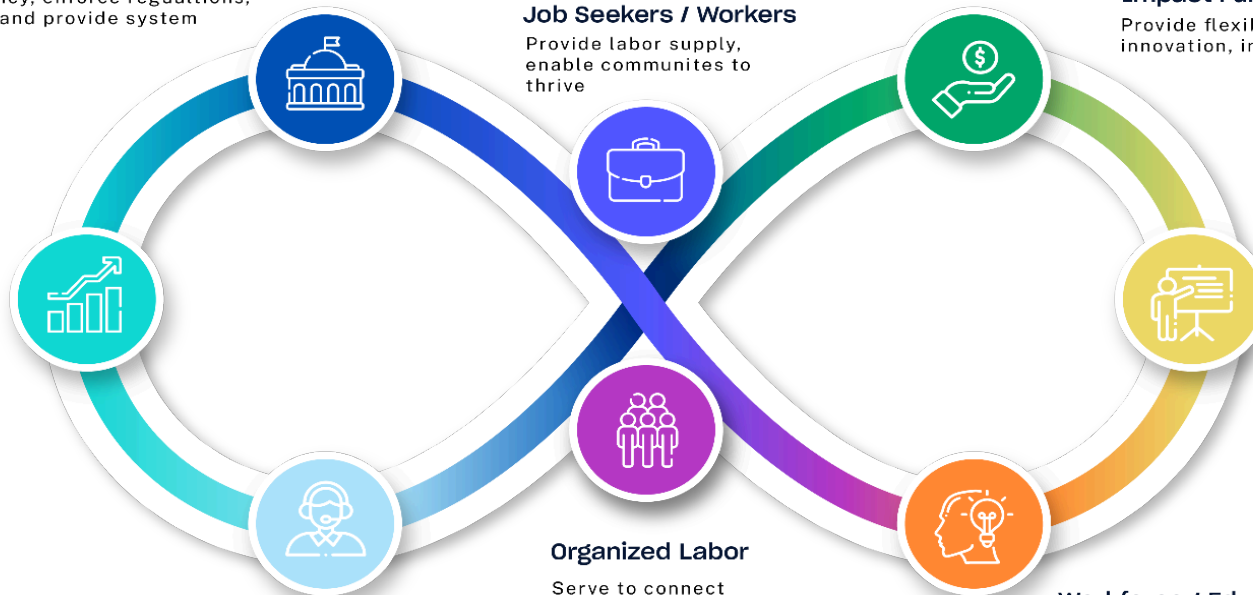 and provide system
Job Seekers / Workers
Provide labor supply,
enable communites to
thrive
Provide
innovation,
Organized Labor
Serve to connect
$